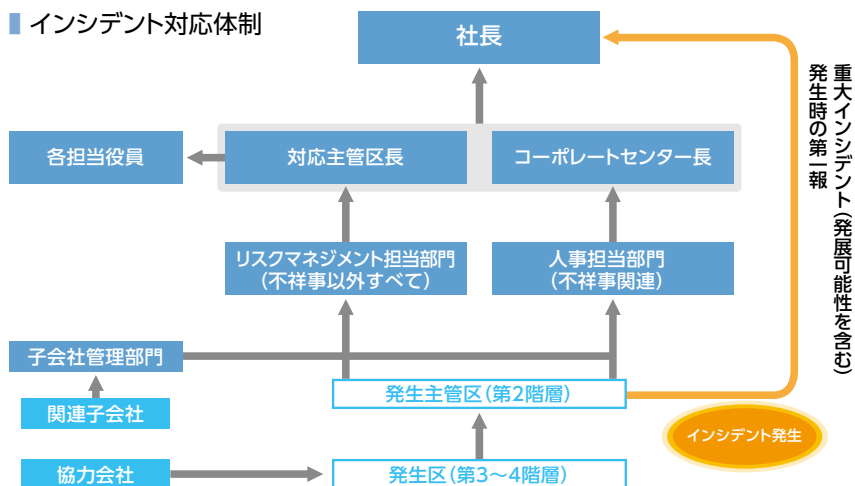 インシデント対応体制
社長
重大インシデント(発展可能性を含む)
発生時の第一報
各担当役員
対応主管区長
コーポレートセンター長
リスクマネジメント担当部門
(不祥事以外すべて)
人事担当部門
(不祥事関連)
子会社管理部門
発生主管区(第2階層)
関連子会社
インシデント発生
協力会社
発生区(第3~4階層)